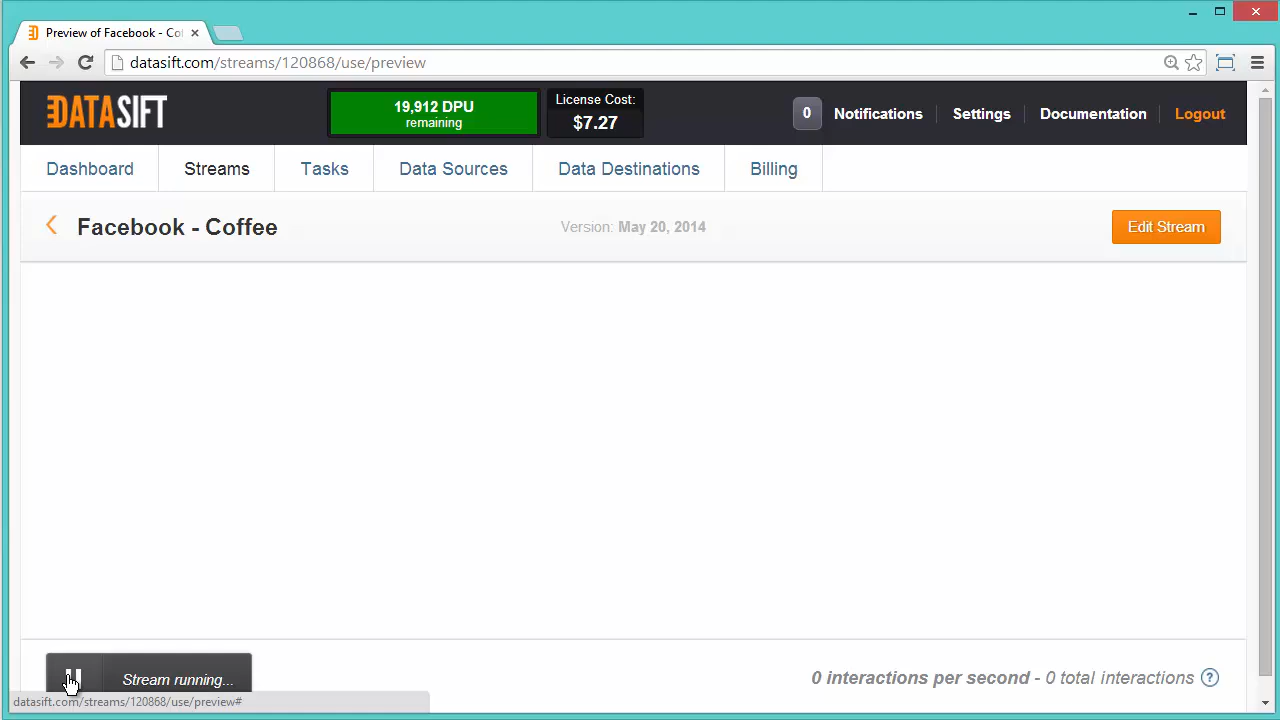 Preview of Facebook - Co
datasift.com/streams/120868/use/preview
DATASIFT
19,912 DPU
remaining
License Cost:
$7.27
0
Notifications
Settings
Documentation
Logout
Dashboard
Streams
Tasks
Data Sources
Data Destinations
Billing
Facebook - Coffee
Version: May 20, 2014
Edit Stream
Stream running...
0 interactions per second - 0 total interactions ?
datasift.com/streams/120868/use/preview#